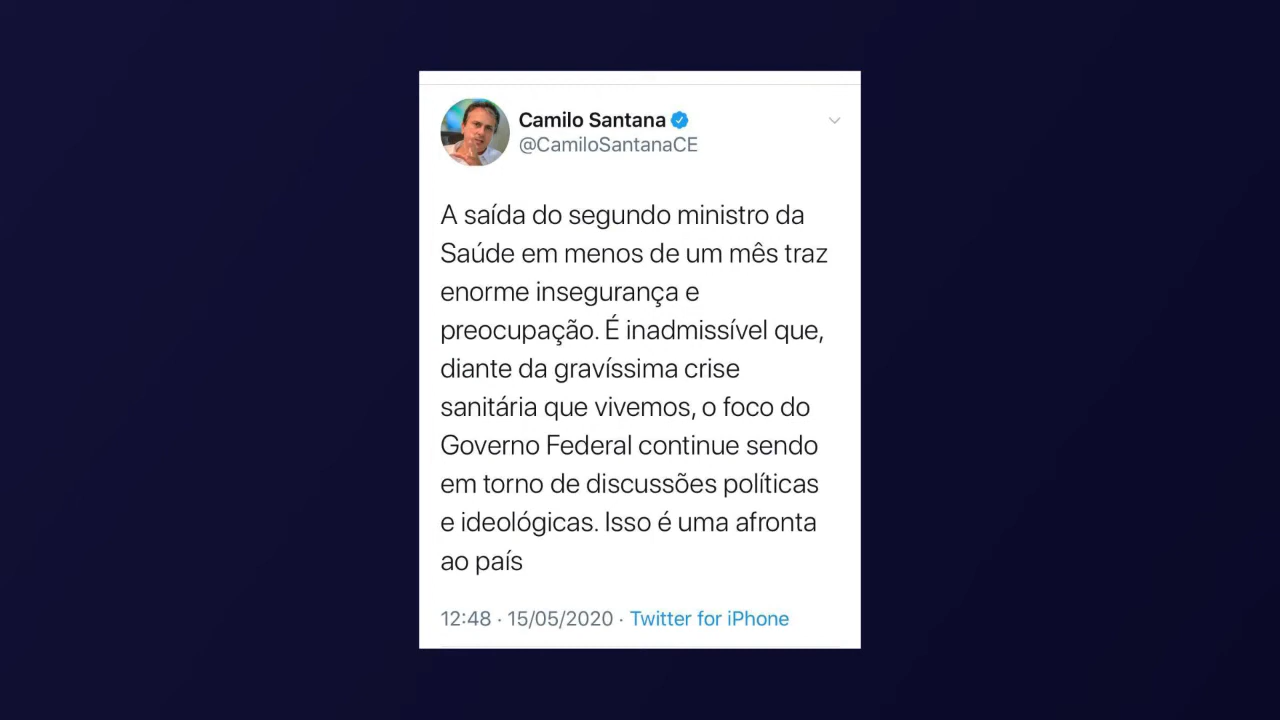 Camilo Santana
@CamiloSantanaCE
A saída do segundo ministro da
Saúde em menos de um mês traz
enorme insegurança e
preocupação. É inadmissível que,
diante da gravíssima crise
sanitária que vivemos, o foco do
Governo Federal continue sendo
em torno de discussões políticas
e ideológicas. Isso é uma afronta
ao país
12:48 · 15/05/2020 · Twitter for iPhone